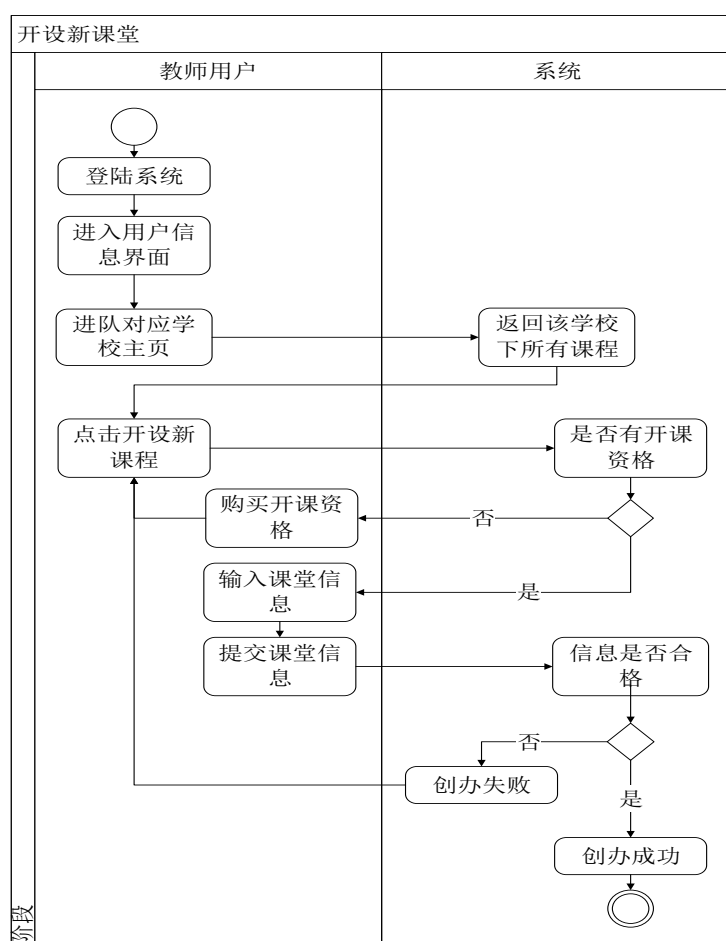 开设新课堂
教师用户
系统
登陆系统
进入用户信
息界面
进队对应学
校主页
返回该学校
下所有课程
点击开设新
课程
是否有开课
资格
购买开课资
格
否
输入课堂信
息
是
提交课堂信
息
信息是否合
格
否
创办失败
是
创办成功
阶段